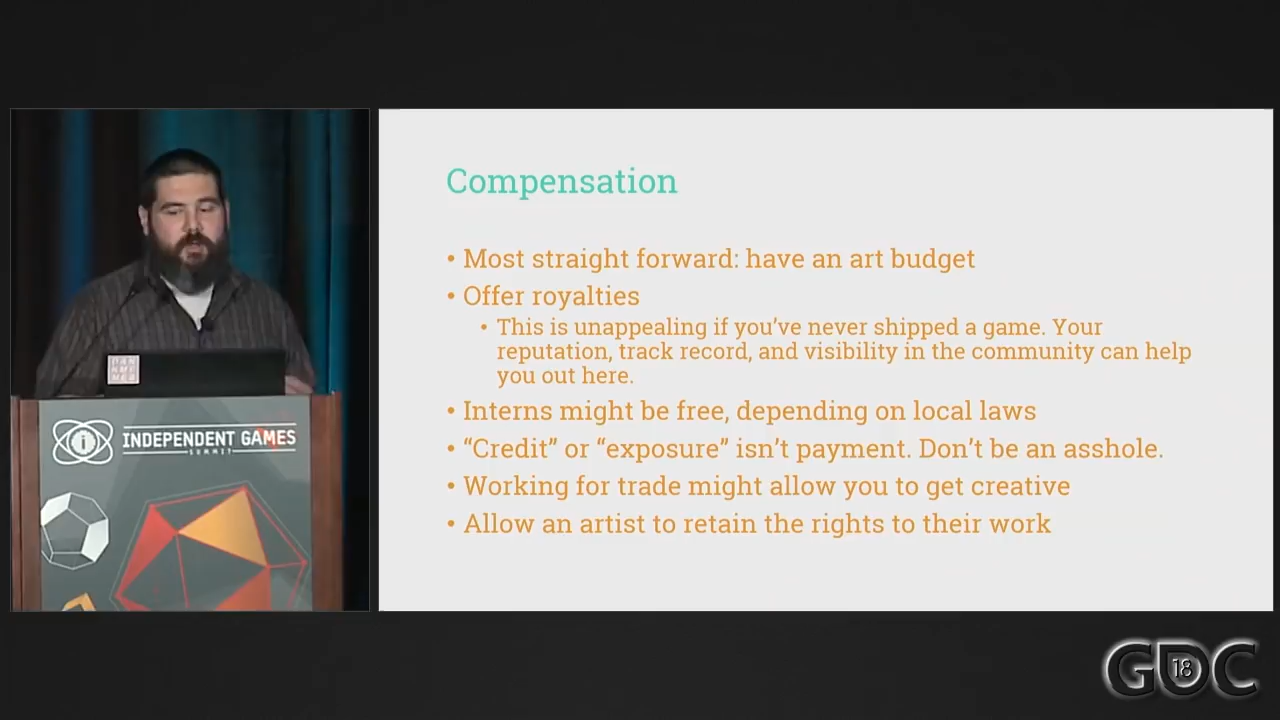 Compensation
• Most straight forward: have an art budget
• Offer royalties
• This is unappealing if you’ve never shipped a game. Your
reputation, track record, and visibility in the community can help
you out here.
• Interns might be free, depending on local laws
• “Credit” or “exposure” isn’t payment. Don’t be an asshole.
• Working for trade might allow you to get creative
• Allow an artist to retain the rights to their work
INDEPENDENT GAMES
SUMMIT
GDC
18